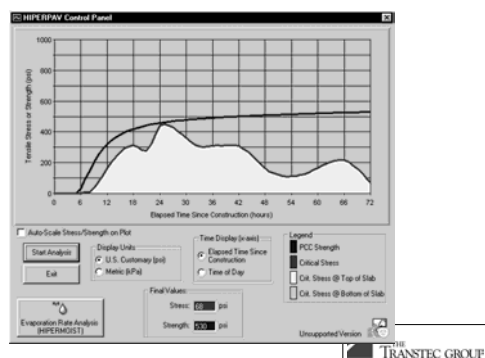 HIPERPAV Control Panel
1000
800
600
400
200
0
Tensile Stress or Strength (psi)
0 6 12 18 24 30 36 42 48 54 60 66 72
Elapsed Time Since Construction (hours)
Auto-Scale Stress/Strength on Plot
Start Analysis
Exit
Display Units
U.S. Customary (psi)
Metric (kPa)
Time Display (x-axis)
Elapsed Time Since
Construction
Time of Day
Legend
PCC Strength
Critical Stress
Crit. Stress @ Top of Slab
Crit. Stress @ Bottom of Slab
Final Values:
Stress: 68 psi
Strength: 530 psi
Evaporation Rate Analysis
(HIPERMOIST)
Unsupported Version
THE
TRANSTEC GROUP